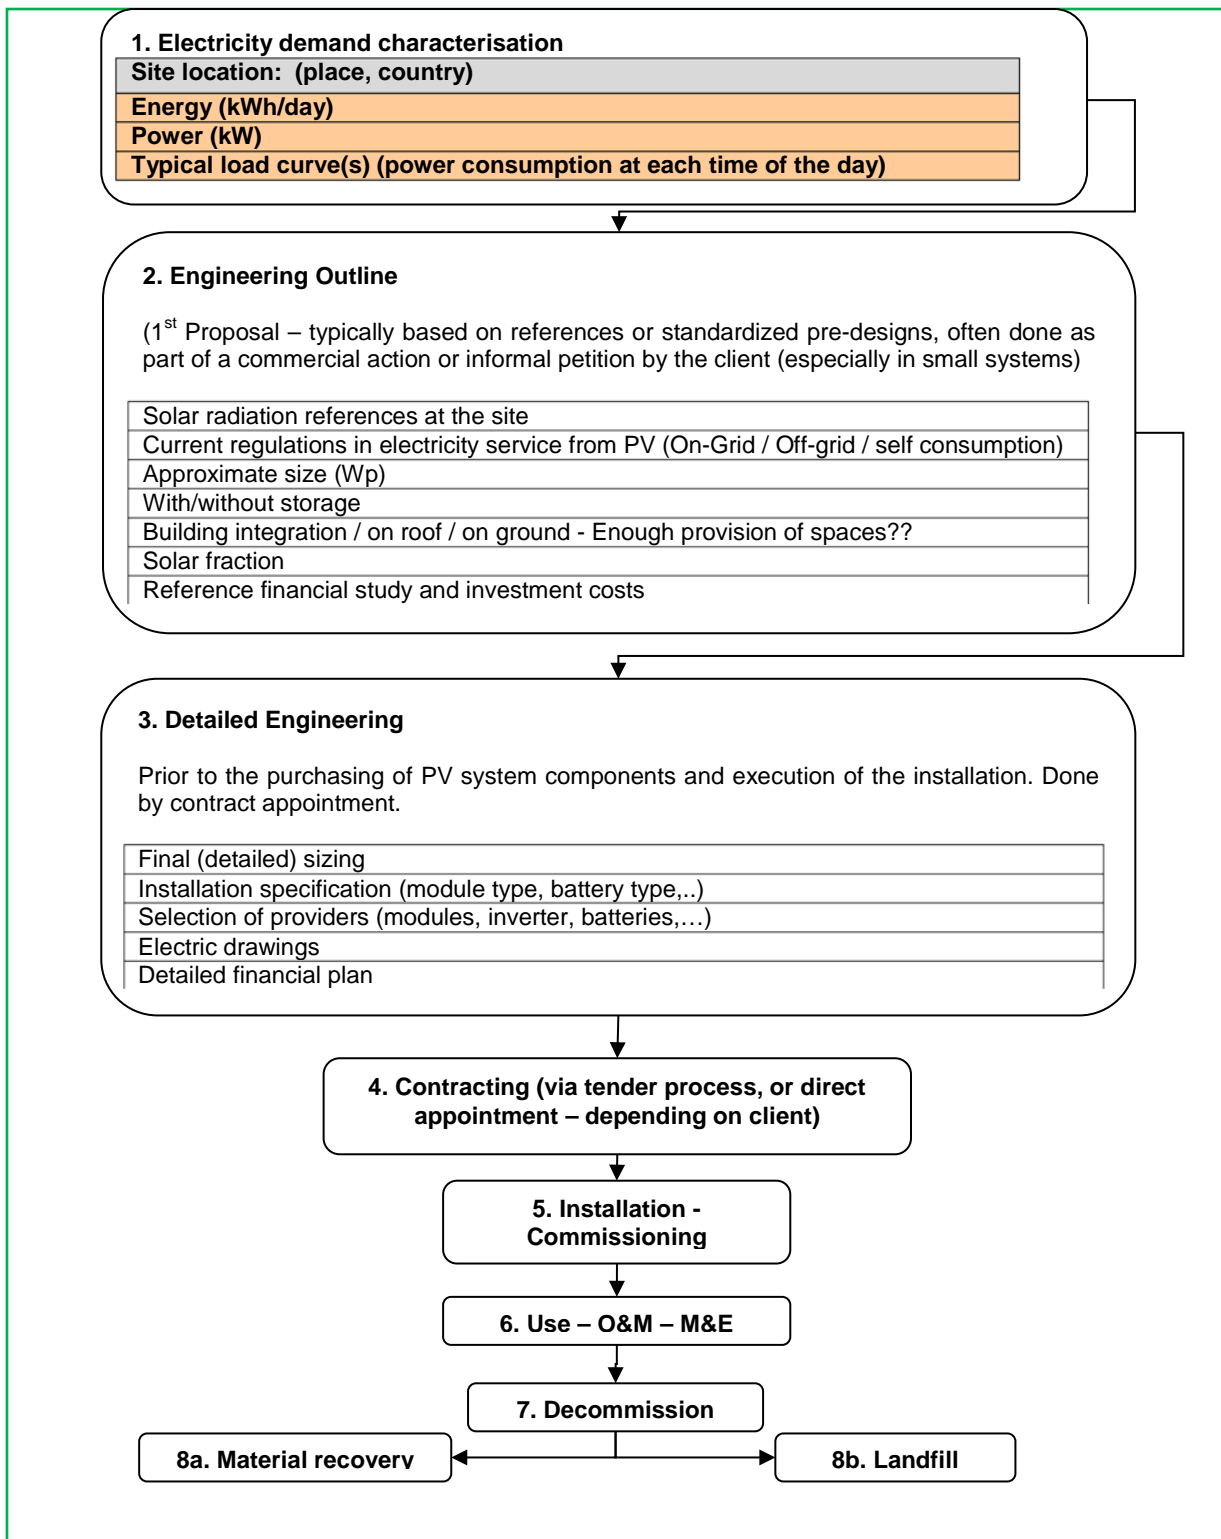 1. Electricity demand characterisation
Site location: (place, country)
Energy (kWh/day)
Power (kW)
Typical load curve(s) (power consumption at each time of the day)
2. Engineering Outline
(1st Proposal – typically based on references or standardized pre-designs, often done as
part of a commercial action or informal petition by the client (especially in small systems)
Solar radiation references at the site
Current regulations in electricity service from PV (On-Grid / Off-grid / self consumption)
Approximate size (Wp)
With/without storage
Building integration / on roof / on ground - Enough provision of spaces??
Solar fraction
Reference financial study and investment costs
3. Detailed Engineering
Prior to the purchasing of PV system components and execution of the installation. Done
by contract appointment.
Final (detailed) sizing
Installation specification (module type, battery type,..)
Selection of providers (modules, inverter, batteries,…)
Electric drawings
Detailed financial plan
4. Contracting (via tender process, or direct
appointment – depending on client)
5. Installation -
Commissioning
6. Use – O&M – M&E
7. Decommission
8a. Material recovery
8b. Landfill